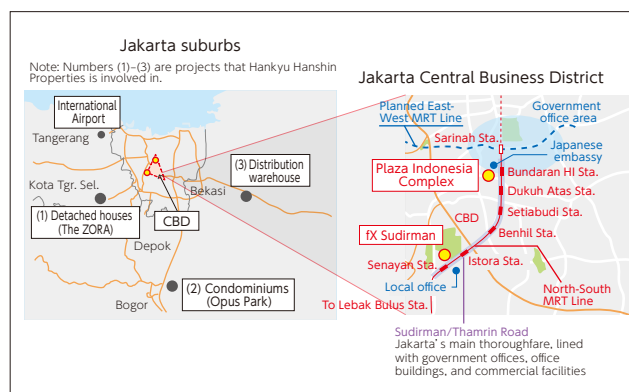 Jakarta suburbs
Note: Numbers (1)–(3) are projects that Hankyu Hanshin
Properties is involved in.
International
Airport
Tangerang
Kota Tgr. Sel.
(1) Detached houses
(The ZORA)
Bekasi
(3) Distribution
warehouse
CBD
Depok
(2) Condominiums
(Opus Park)
Bogor
Jakarta Central Business District
Planned East-
West MRT Line
Government
office area
Sarinah Sta.
Japanese
embassy
Plaza Indonesia
Complex
Bundaran HI Sta.
Dukuh Atas Sta.
Setiabudi Sta.
CBD
Benhil Sta.
fX Sudirman
Istora Sta.
Senayan Sta.
Local office
North-South
MRT Line
To Lebak Bulus Sta.
Sudirman/Thamrin Road
Jakarta's main thoroughfare, lined
with government offices, office
buildings, and commercial facilities